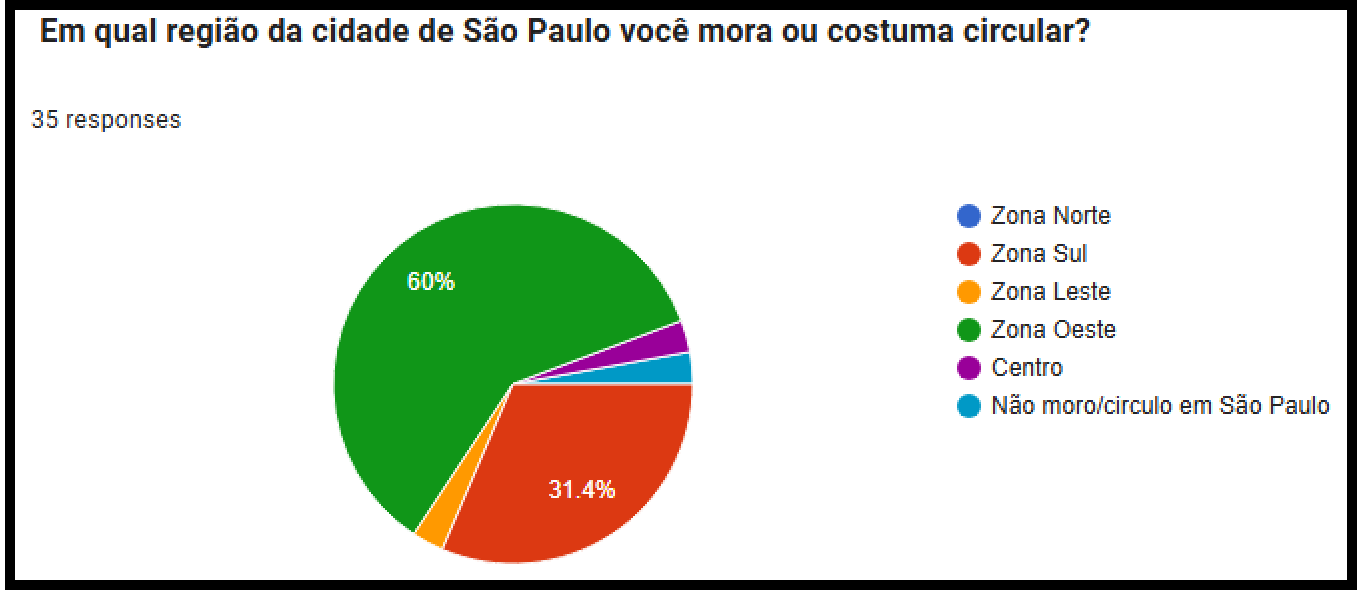 Em qual região da cidade de São Paulo você mora ou costuma circular?
35 responses
60%
31.4%
Zona Norte
Zona Sul
Zona Leste
Zona Oeste
Centro
Não moro/circulo em São Paulo